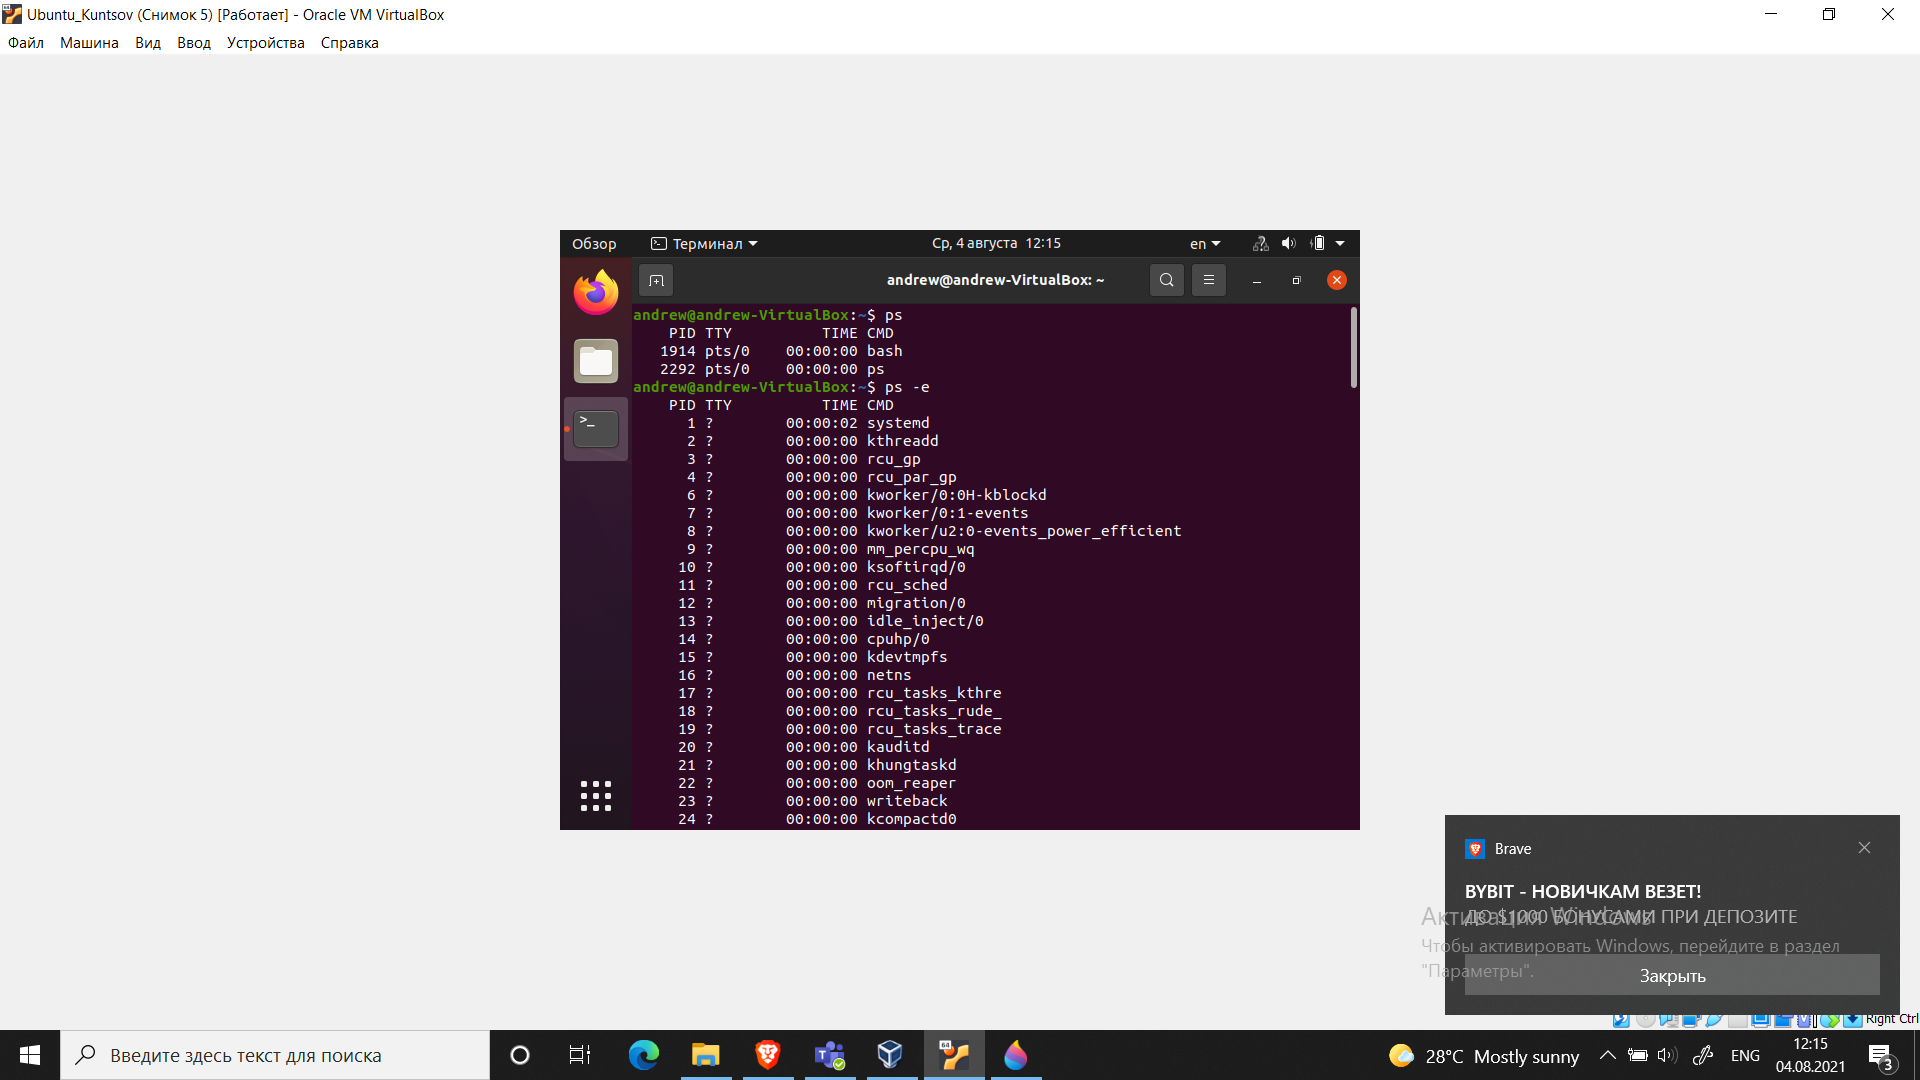 Ubuntu_Kuntsov (Снимок 5) [Работает] - Oracle VM VirtualBox
Файл Машина Вид Ввод Устройства Справка
Обзор Терминал Ср, 4 августа 12:15 en
andrew@andrew-VirtualBox: ~
andrew@andrew-VirtualBox:~$ ps
PID TTY TIME CMD
1914 pts/0 00:00:00 bash
2292 pts/0 00:00:00 ps
andrew@andrew-VirtualBox:~$ ps -e
PID TTY TIME CMD
1 ? 00:00:02 systemd
2 ? 00:00:00 kthreadd
3 ? 00:00:00 rcu_gp
4 ? 00:00:00 rcu_par_gp
6 ? 00:00:00 kworker/0:0H-kblockd
7 ? 00:00:00 kworker/0:1-events
8 ? 00:00:00 kworker/u2:0-events_power_efficient
9 ? 00:00:00 mm_percpu_wq
10 ? 00:00:00 ksoftirqd/0
11 ? 00:00:00 rcu_sched
12 ? 00:00:00 migration/0
13 ? 00:00:00 idle_inject/0
14 ? 00:00:00 cpuhp/0
15 ? 00:00:00 kdevtmpfs
16 ? 00:00:00 netns
17 ? 00:00:00 rcu_tasks_kthre
18 ? 00:00:00 rcu_tasks_rude_
19 ? 00:00:00 rcu_tasks_trace
20 ? 00:00:00 kauditd
21 ? 00:00:00 khungtaskd
22 ? 00:00:00 oom_reaper
23 ? 00:00:00 writeback
24 ? 00:00:00 kcompactd0
Brave
BYBIT - НОВИЧКАМ ВЕЗЕТ!
ДО $1000 БОНУСАМИ ПРИ ДЕПОЗИТЕ
Активация Windows
Чтобы активировать Windows, перейдите в раздел
"Параметры".
Закрыть
Right Ctrl
Введите здесь текст для поиска
64
28°C Mostly sunny
ENG
12:15
04.08.2021
3